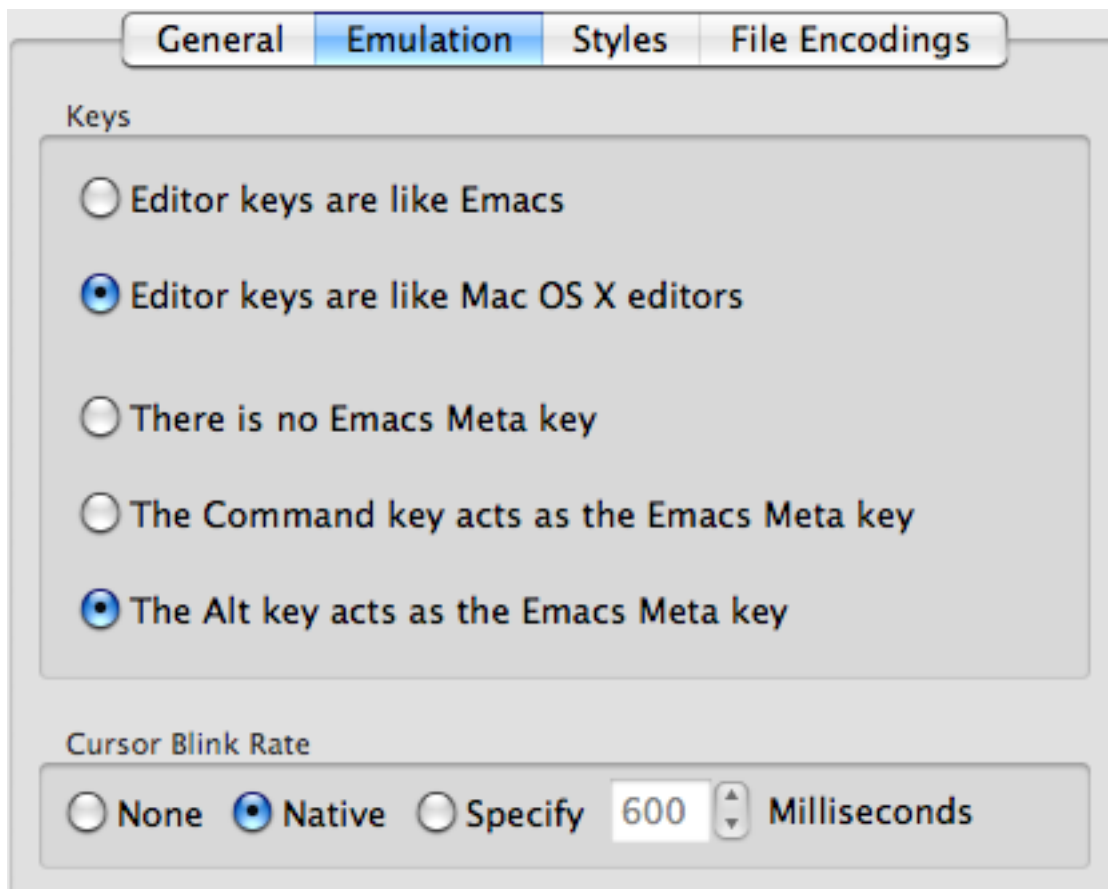 General Emulation Styles File Encodings
Keys
Editor keys are like Emacs
Editor keys are like Mac OS X editors
There is no Emacs Meta key
The Command key acts as the Emacs Meta key
The Alt key acts as the Emacs Meta key
Cursor Blink Rate
None Native Specify 600 Milliseconds